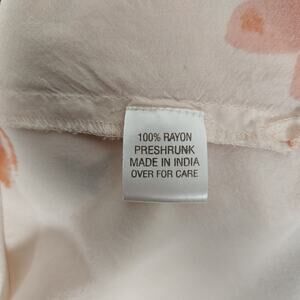 100% RAYON
PRESHRUNK
MADE IN INDIA
OVER FOR CARE